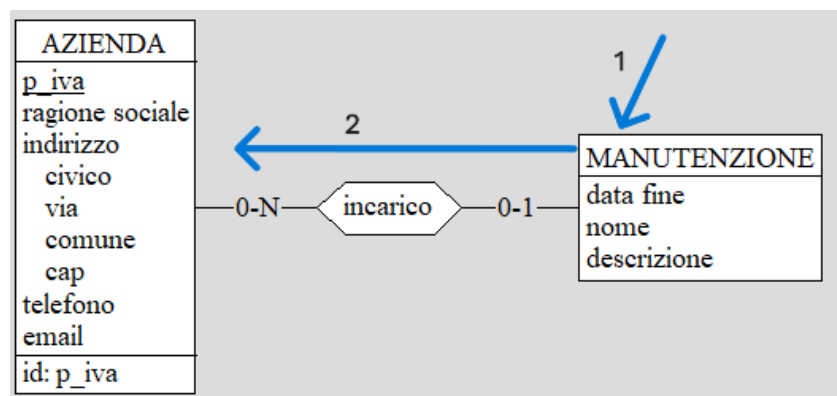 AZIENDA
p_iva
ragione sociale
indirizzo
civico
via
comune
cap
telefono
email
id: p_iva
0-N
incarico
0-1
2
1
MANUTENZIONE
data fine
nome
descrizione